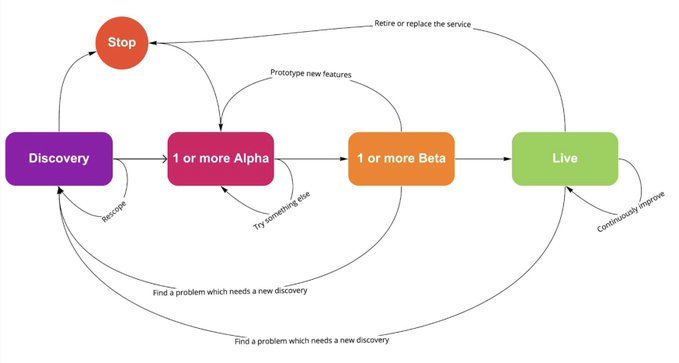 Retire or replace the service
Stop
Prototype new features
Discovery
1 or more Alpha
1 or more Beta
Live
Rescope
Try something else
Continuously improve
Find a problem which needs a new discovery
Find a problem which needs a new discovery